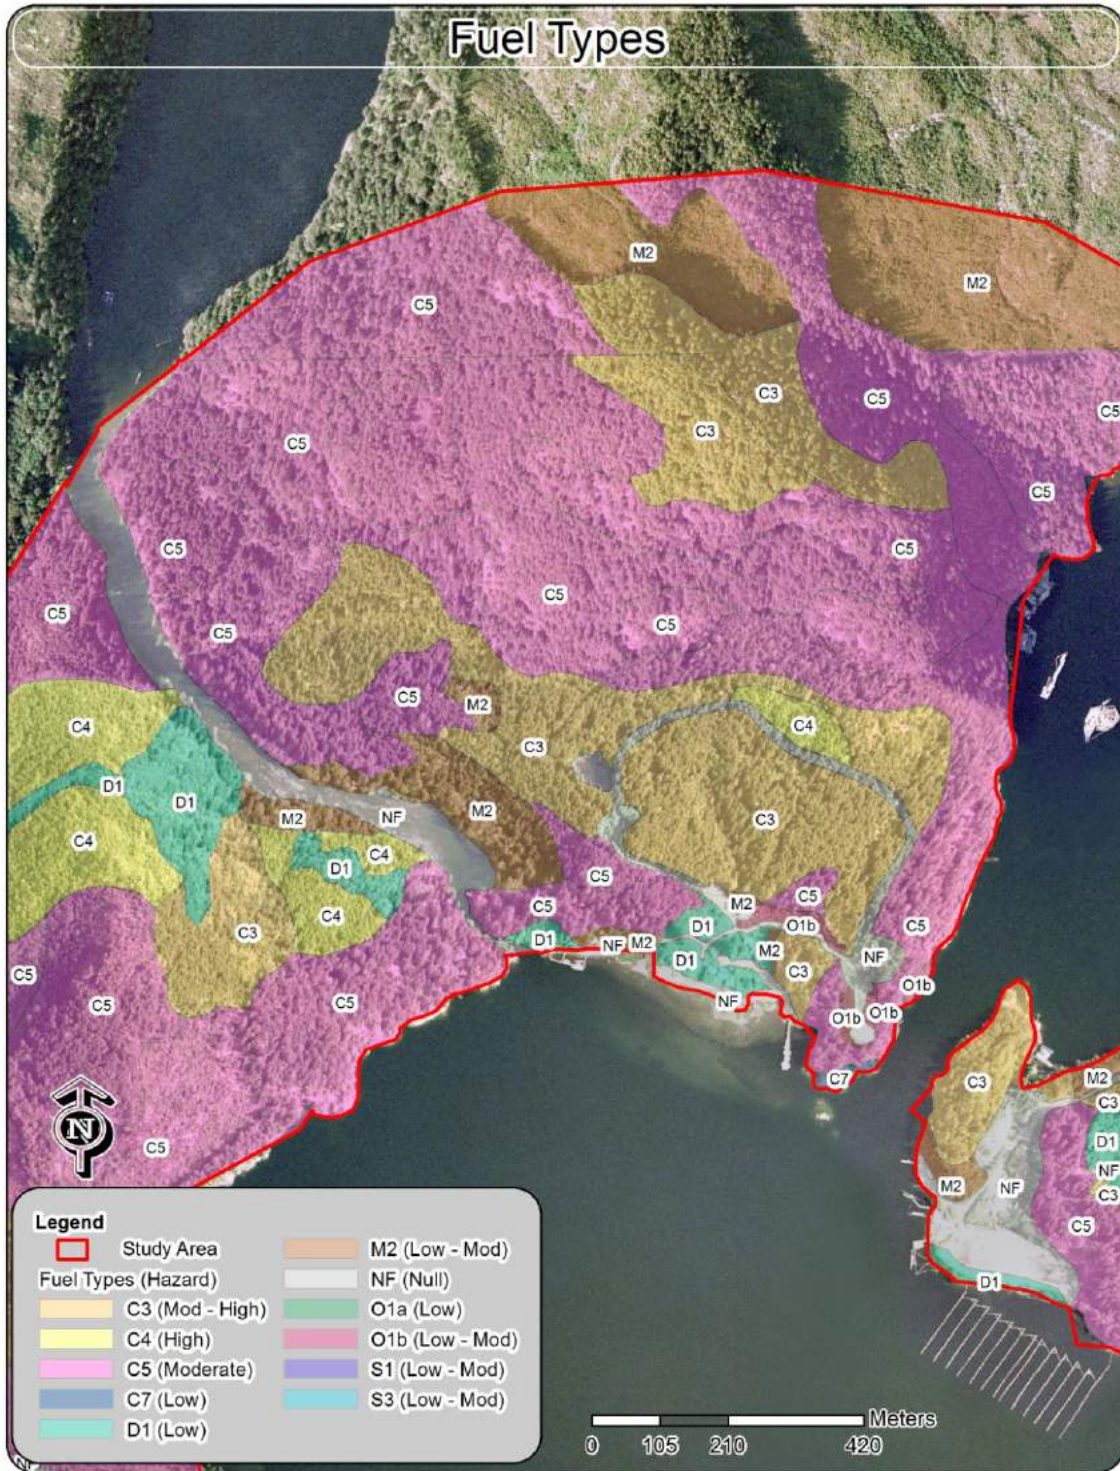 Fuel Types
M2
M2
C5
C3
C5
C5
C3
C5
C5
C5
C5
C5
C5
C5
C5
C5
M2
C4
C4
C3
D1
D1
M2
NF
M2
C3
C4
C4
D1
C5
C5
M2
O1b
C4
C3
D1
NF
M2
D1
M2
D1
C5
NF
C5
C3
O1b
C5
C5
NF
O1b
O1b
C7
C3
M2
C3
D1
NF
C3
M2
NF
C5
D1
N
C5
Legend
Study Area
Fuel Types (Hazard)
C3 (Mod - High)
C4 (High)
C5 (Moderate)
C7 (Low)
D1 (Low)
M2 (Low - Mod)
NF (Null)
O1a (Low)
O1b (Low - Mod)
S1 (Low - Mod)
S3 (Low - Mod)
Meters
0 105 210 420
NF